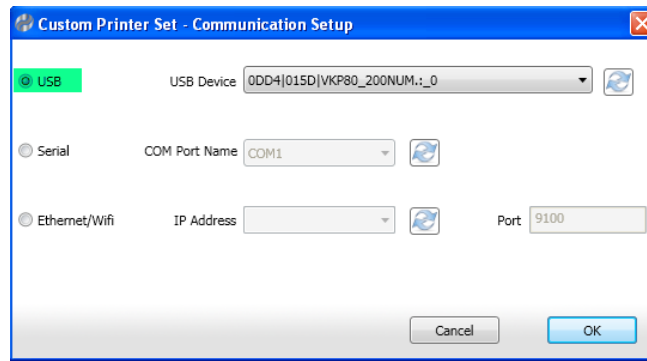 Custom Printer Set - Communication Setup
USB USB Device 0DD4|015D|VKP80_200NUM.:_0
Serial COM Port Name COM1
Ethernet/Wifi IP Address Port 9100
Cancel OK